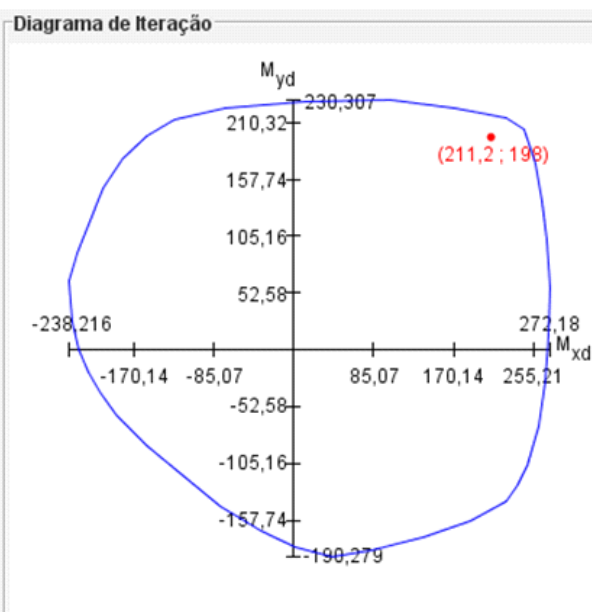 Diagrama de Iteração
Myd
230,307
210,32
(211,2 ; 198)
157,74
105,16
52,58
-238,216
272,18
Mxd
-170,14 -85,07 85,07 170,14 255,21
-52,58
-105,16
-157,74
-190,279